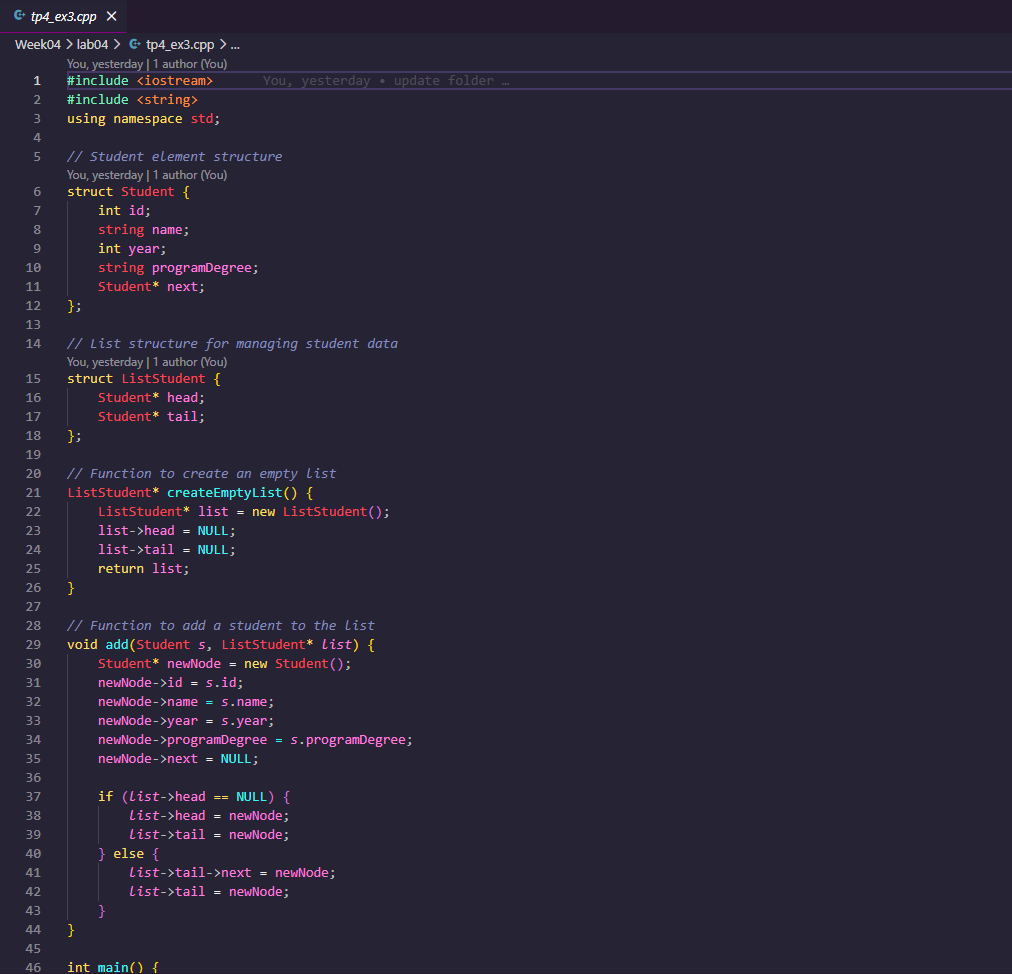 tp4_ex3.cpp
Week04 > lab04 > tp4_ex3.cpp > ...
You, yesterday | 1 author (You)
1 #include <iostream> You, yesterday • update folder …
2 #include <string>
3 using namespace std;
4
5 // Student element structure
You, yesterday | 1 author (You)
6 struct Student {
7     int id;
8     string name;
9     int year;
10     string programDegree;
11     Student* next;
12 };
13
14 // List structure for managing student data
You, yesterday | 1 author (You)
15 struct ListStudent {
16     Student* head;
17     Student* tail;
18 };
19
20 // Function to create an empty list
21 ListStudent* createEmptyList() {
22     ListStudent* list = new ListStudent();
23     list->head = NULL;
24     list->tail = NULL;
25     return list;
26 }
27
28 // Function to add a student to the list
29 void add(Student s, ListStudent* list) {
30     Student* newNode = new Student();
31     newNode->id = s.id;
32     newNode->name = s.name;
33     newNode->year = s.year;
34     newNode->programDegree = s.programDegree;
35     newNode->next = NULL;
36
37     if (list->head == NULL) {
38         list->head = newNode;
39         list->tail = newNode;
40     } else {
41         list->tail->next = newNode;
42         list->tail = newNode;
43     }
44 }
45
46 int main() {